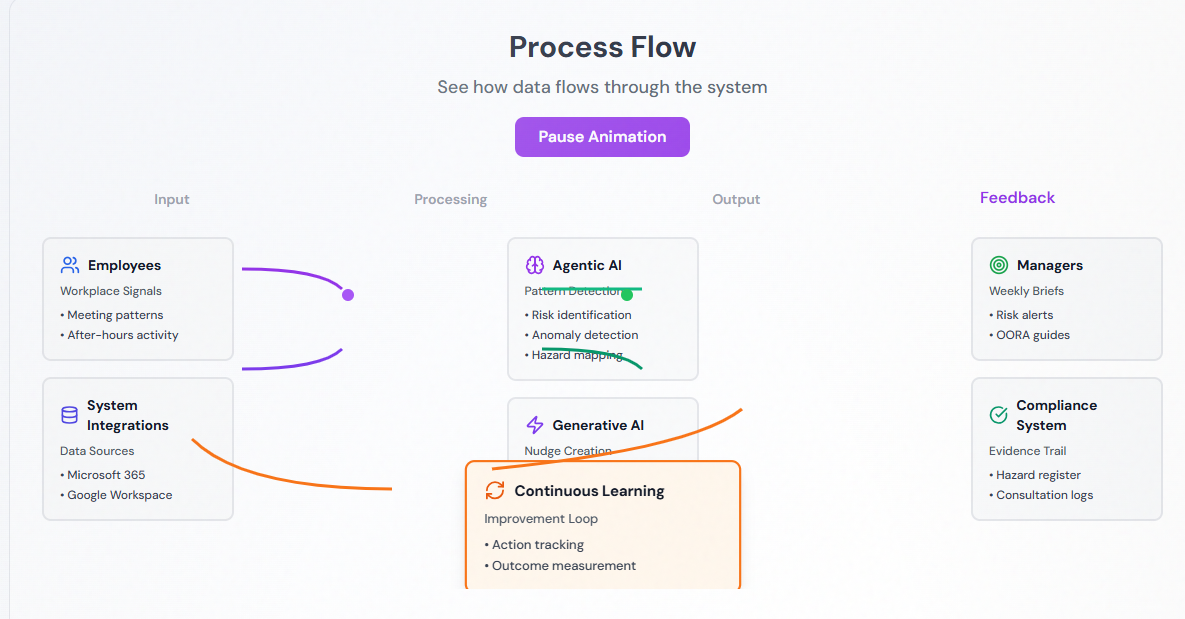 Process Flow
See how data flows through the system
Pause Animation
Input
Processing
Output
Feedback
Employees
Workplace Signals
• Meeting patterns
• After-hours activity
System
Integrations
Data Sources
• Microsoft 365
• Google Workspace
Agentic AI
Pattern Detection
• Risk identification
• Anomaly detection
• Hazard mapping
Generative AI
Nudge Creation
Continuous Learning
Improvement Loop
• Action tracking
• Outcome measurement
Managers
Weekly Briefs
• Risk alerts
• OORA guides
Compliance
System
Evidence Trail
• Hazard register
• Consultation logs